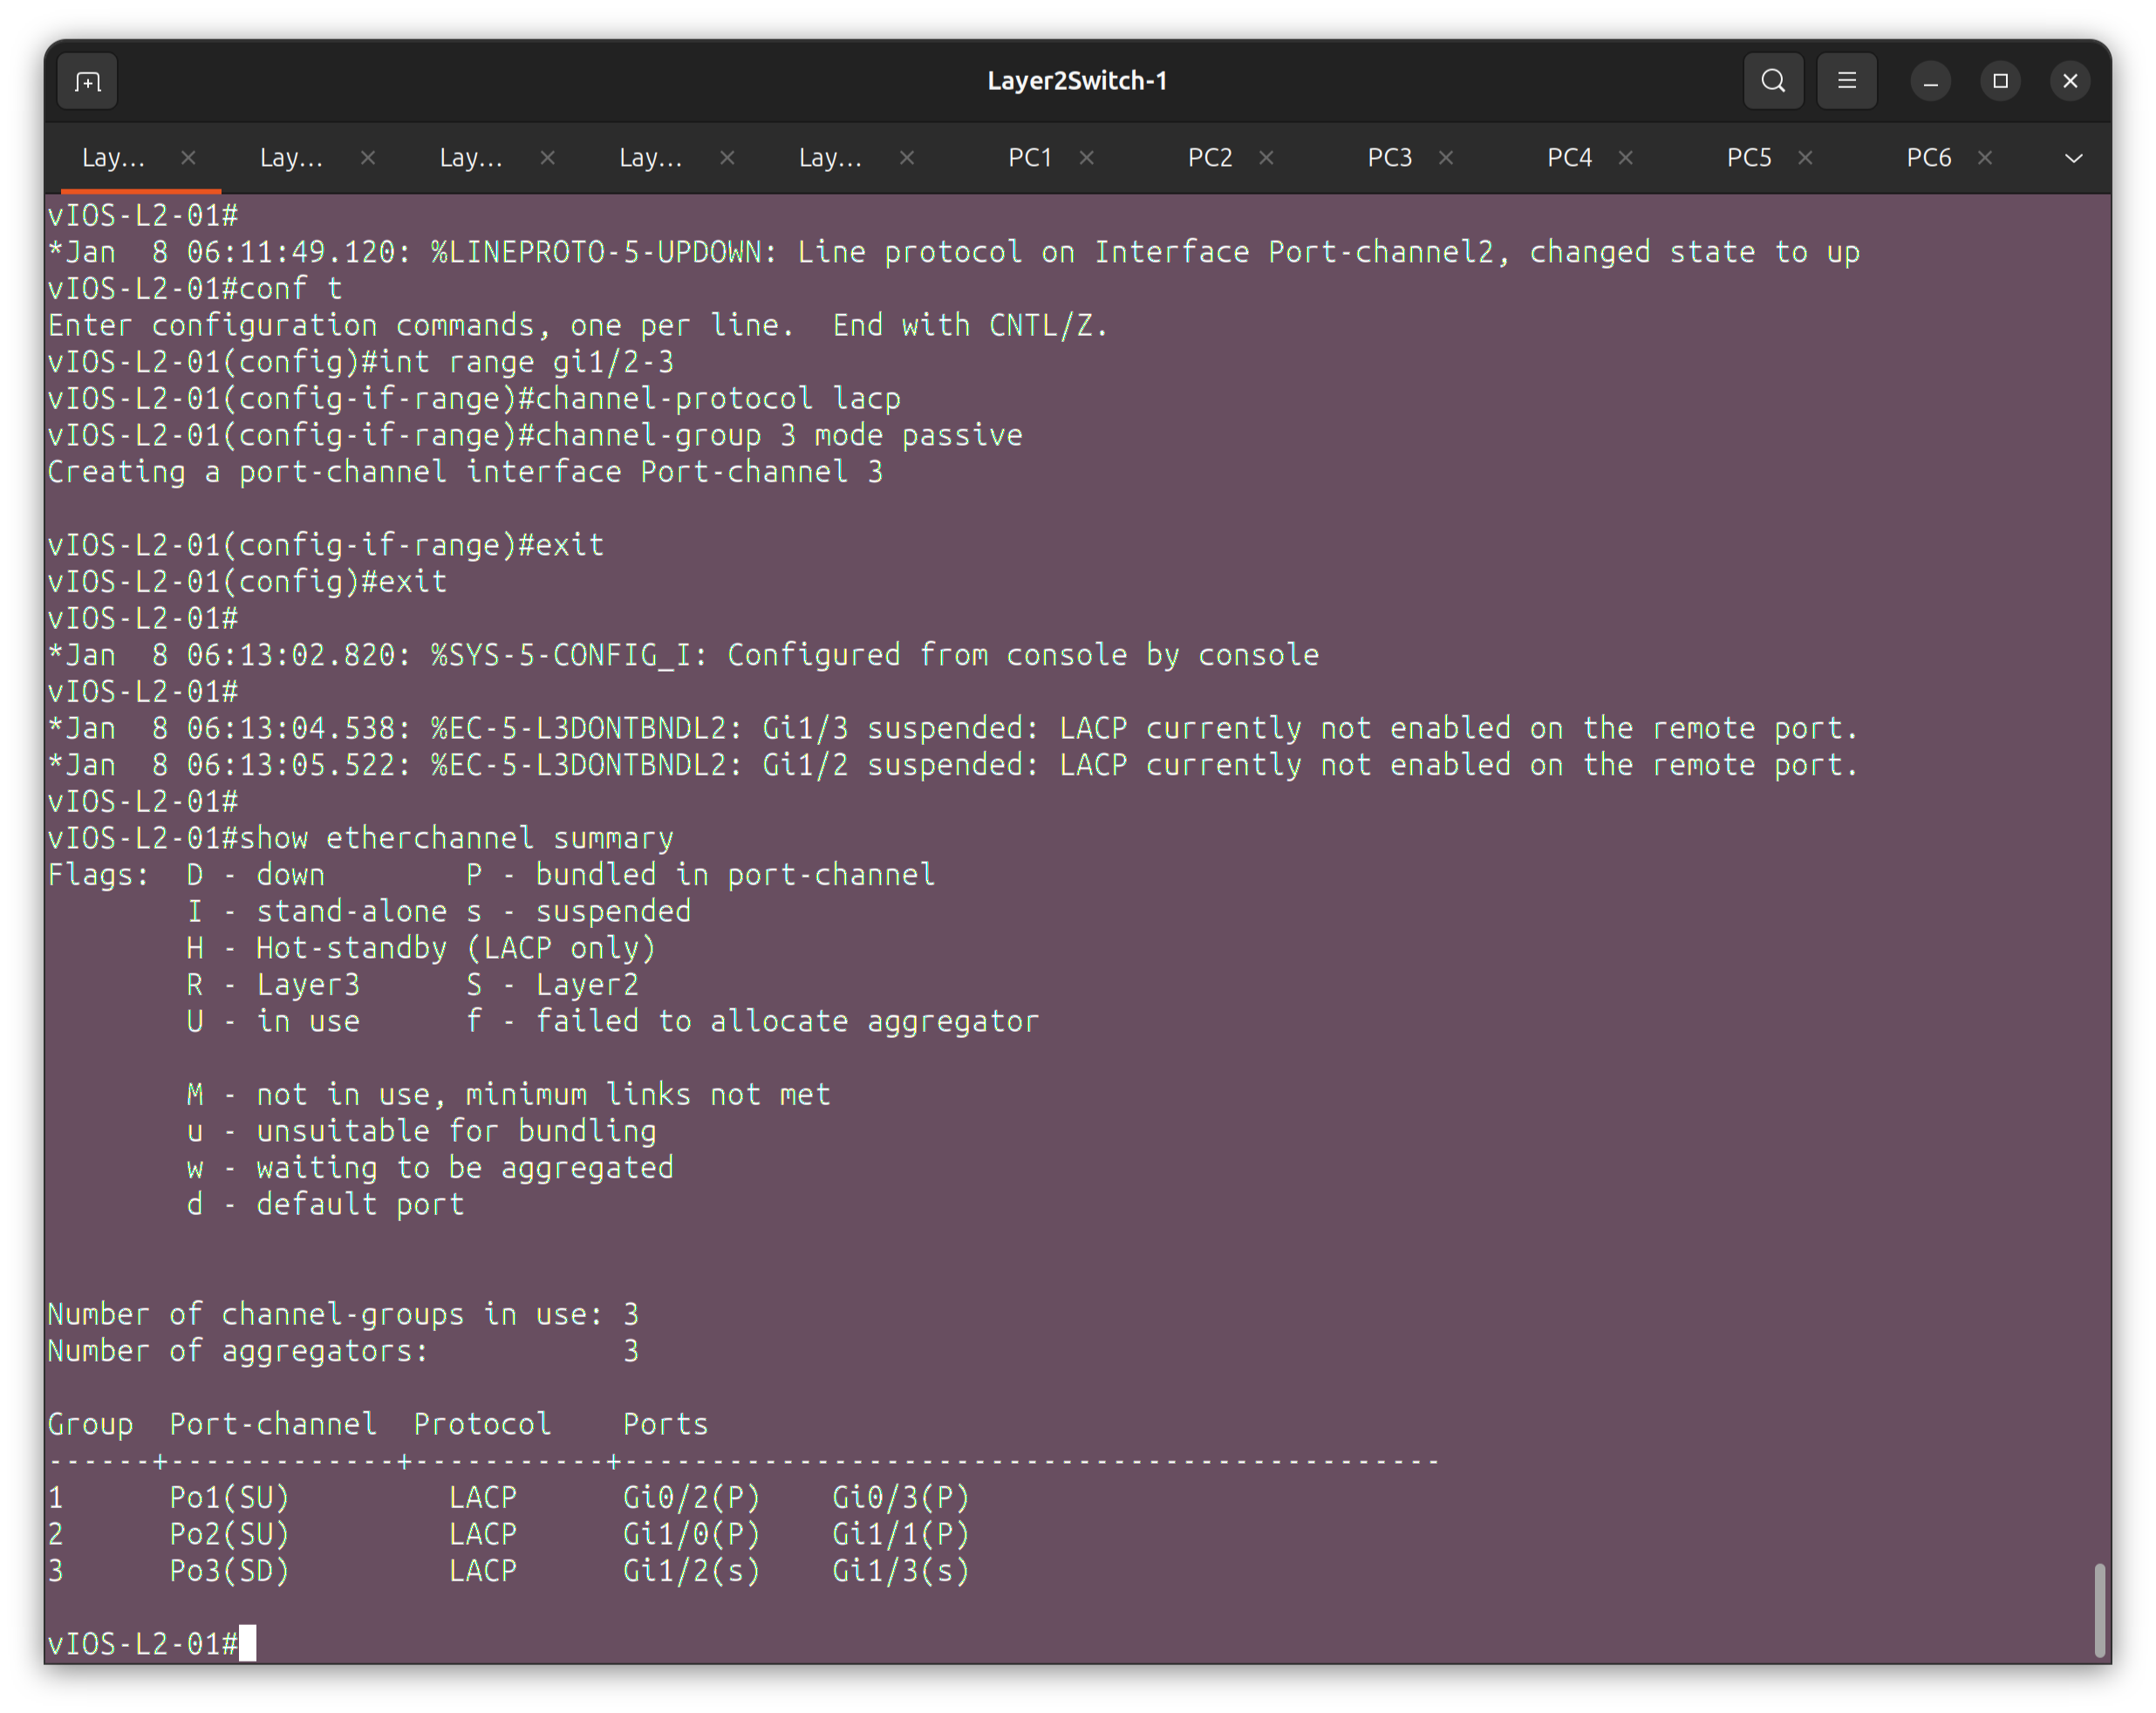 Layer2Switch-1
Lay... Lay... Lay... Lay... Lay... PC1 PC2 PC3 PC4 PC5 PC6
vIOS-L2-01#
*Jan  8 06:11:49.120: %LINEPROTO-5-UPDOWN: Line protocol on Interface Port-channel2, changed state to up
vIOS-L2-01#conf t
Enter configuration commands, one per line.  End with CNTL/Z.
vIOS-L2-01(config)#int range gi1/2-3
vIOS-L2-01(config-if-range)#channel-protocol lacp
vIOS-L2-01(config-if-range)#channel-group 3 mode passive
Creating a port-channel interface Port-channel 3
vIOS-L2-01(config-if-range)#exit
vIOS-L2-01(config)#exit
vIOS-L2-01#
*Jan  8 06:13:02.820: %SYS-5-CONFIG_I: Configured from console by console
vIOS-L2-01#
*Jan  8 06:13:04.538: %EC-5-L3DONTBNDL2: Gi1/3 suspended: LACP currently not enabled on the remote port.
*Jan  8 06:13:05.522: %EC-5-L3DONTBNDL2: Gi1/2 suspended: LACP currently not enabled on the remote port.
vIOS-L2-01#
vIOS-L2-01#show etherchannel summary
Flags:  D - down        P - bundled in port-channel
        I - stand-alone s - suspended
        H - Hot-standby (LACP only)
        R - Layer3      S - Layer2
        U - in use      f - failed to allocate aggregator
        M - not in use, minimum links not met
        u - unsuitable for bundling
        w - waiting to be aggregated
        d - default port
Number of channel-groups in use: 3
Number of aggregators:           3
Group  Port-channel  Protocol    Ports
------+-------------+-----------+-----------------------------------------------
1      Po1(SU)         LACP      Gi0/2(P)    Gi0/3(P)
2      Po2(SU)         LACP      Gi1/0(P)    Gi1/1(P)
3      Po3(SD)         LACP      Gi1/2(s)    Gi1/3(s)
vIOS-L2-01#